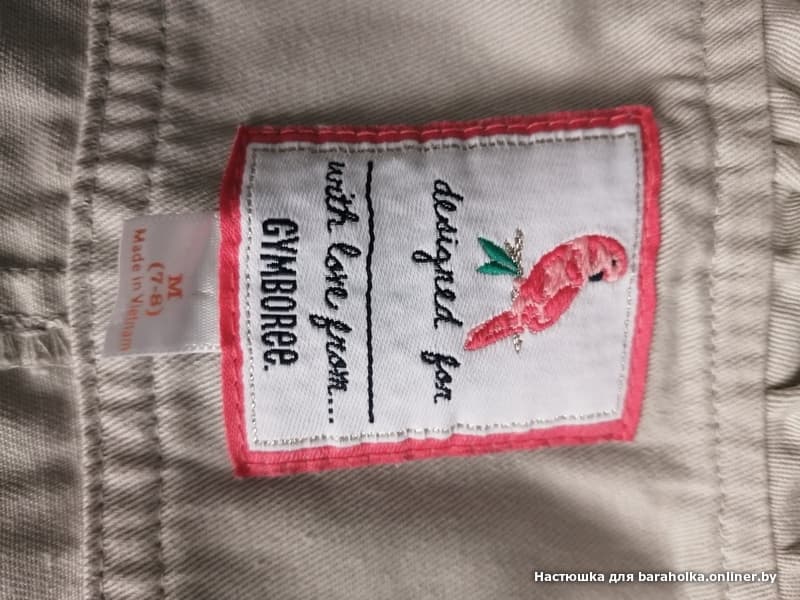 designed for
with love from...
GYMBOREE.
M
(7-8)
Made in Vietnam
Настюшка для baraholka.onliner.by